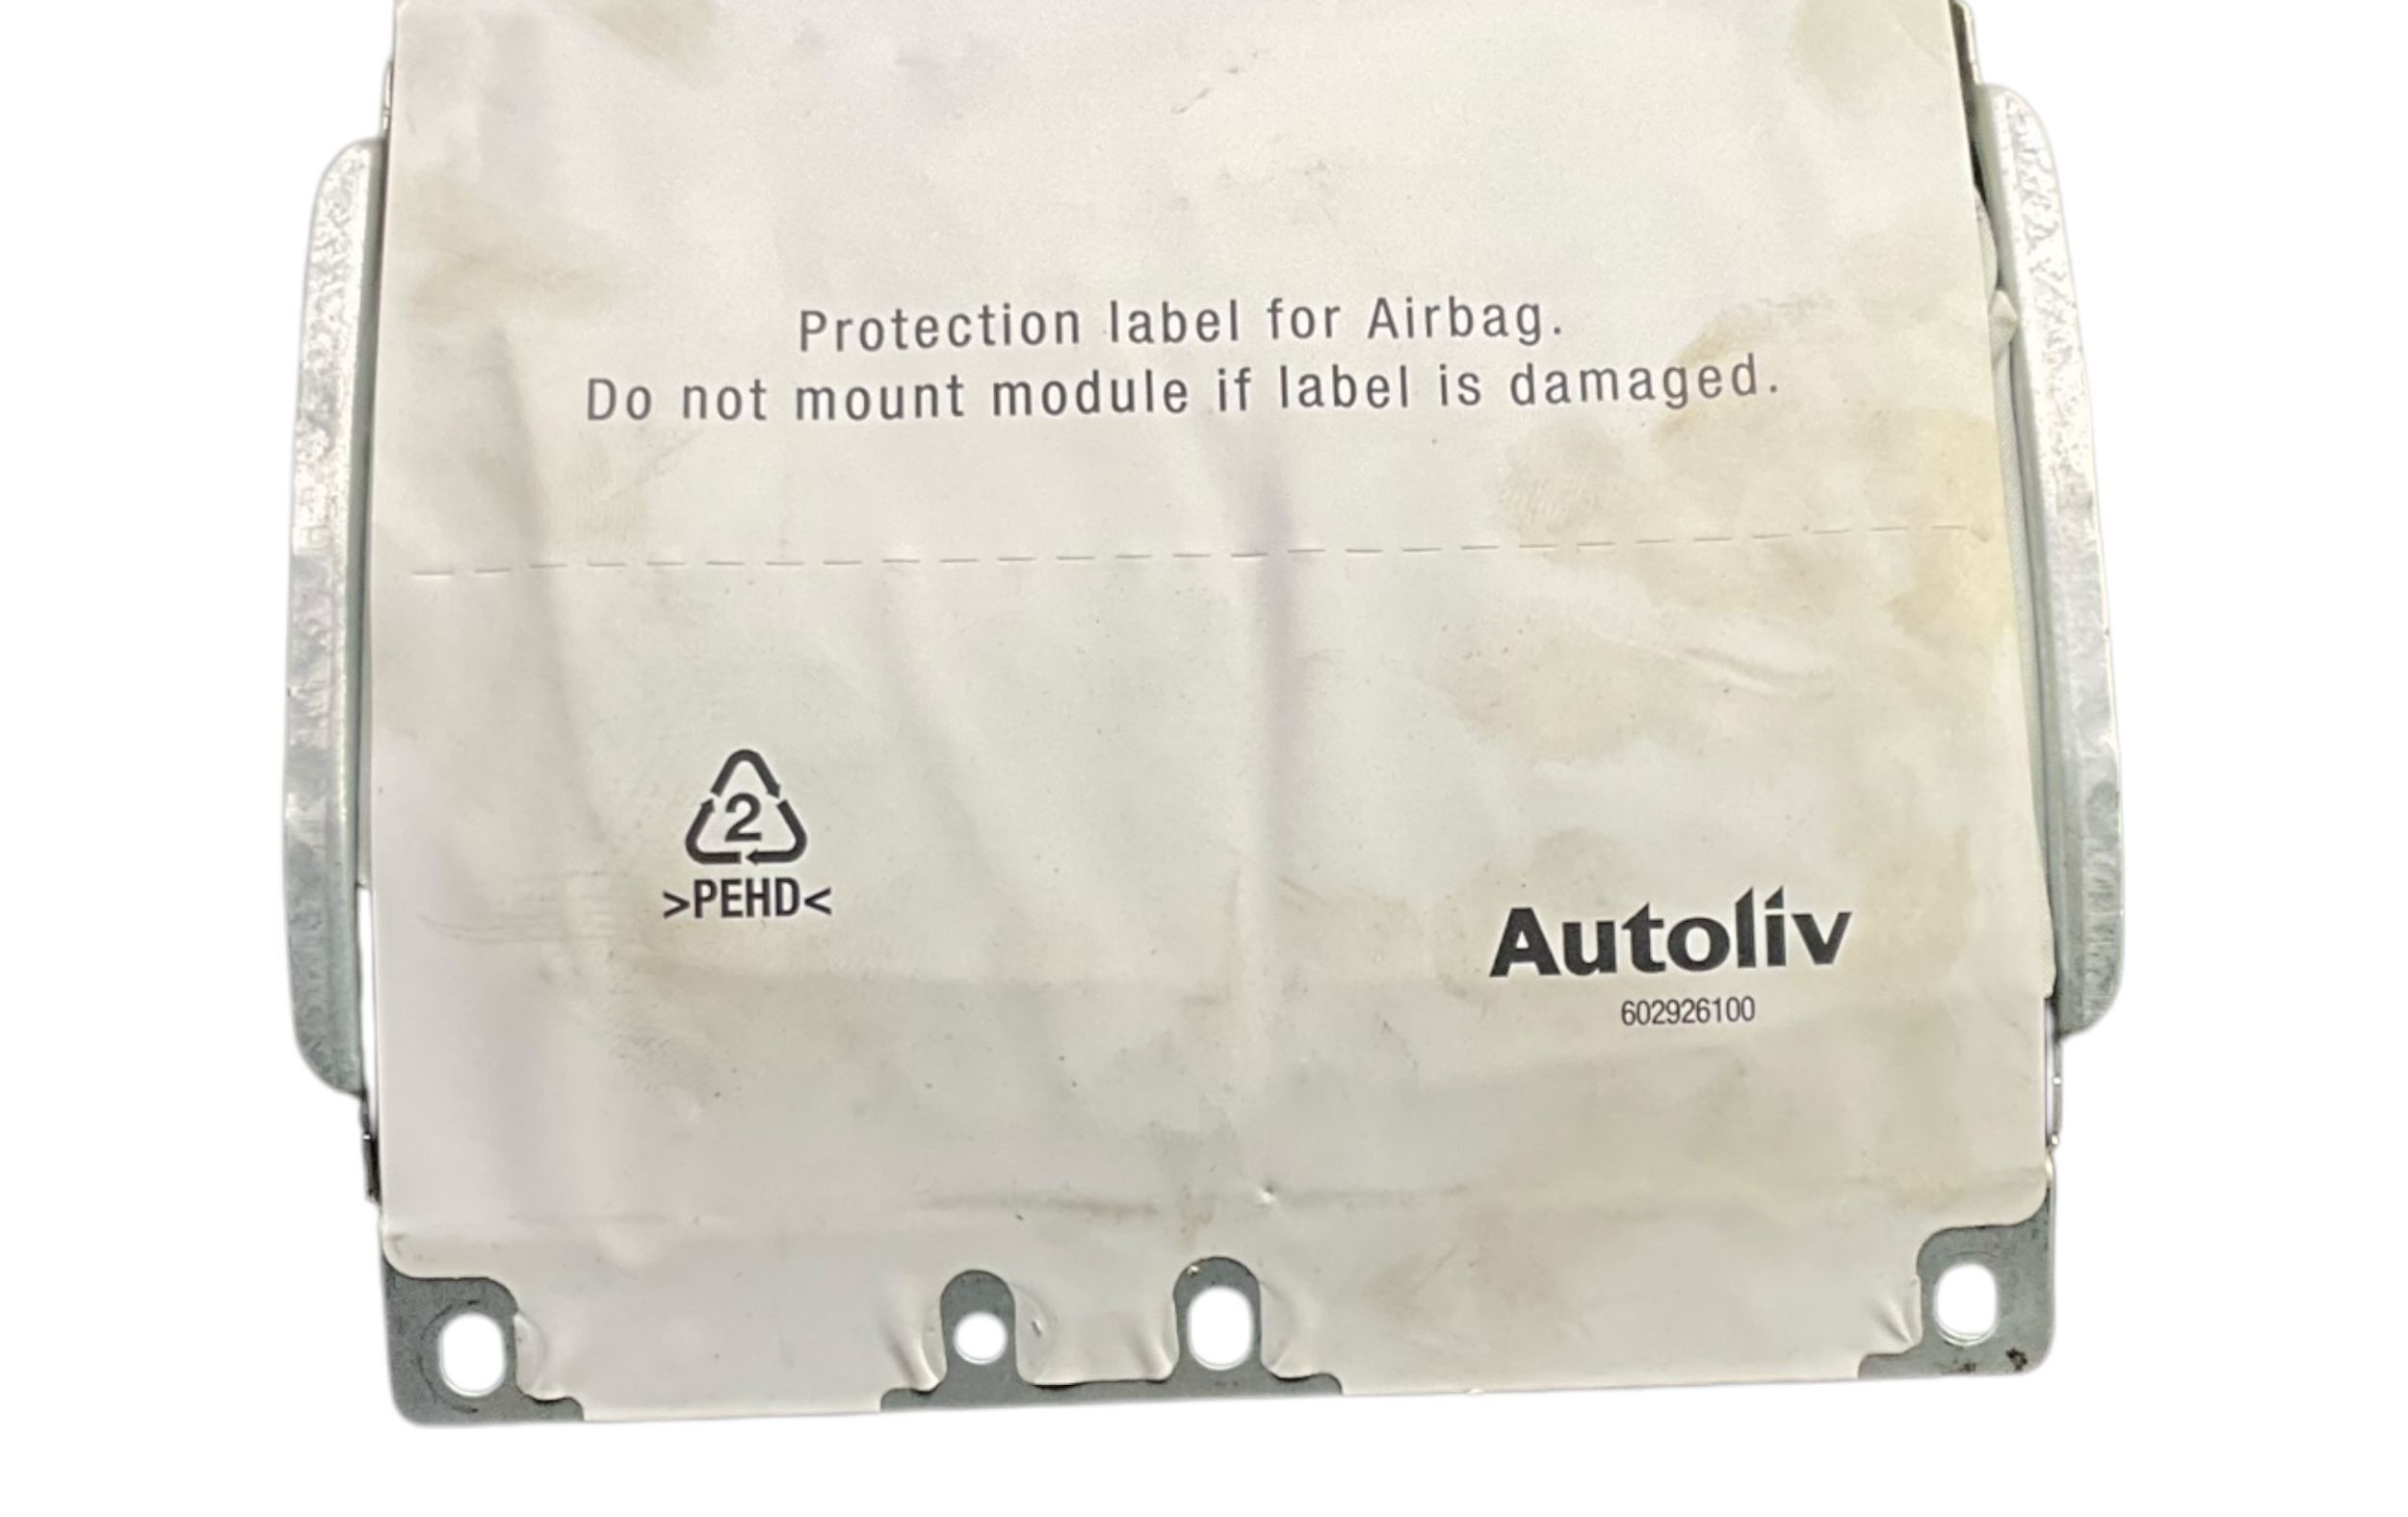 Protection label for Airbag.
Do not mount module if label is damaged.
2
>PEHD<
Autoliv
602926100